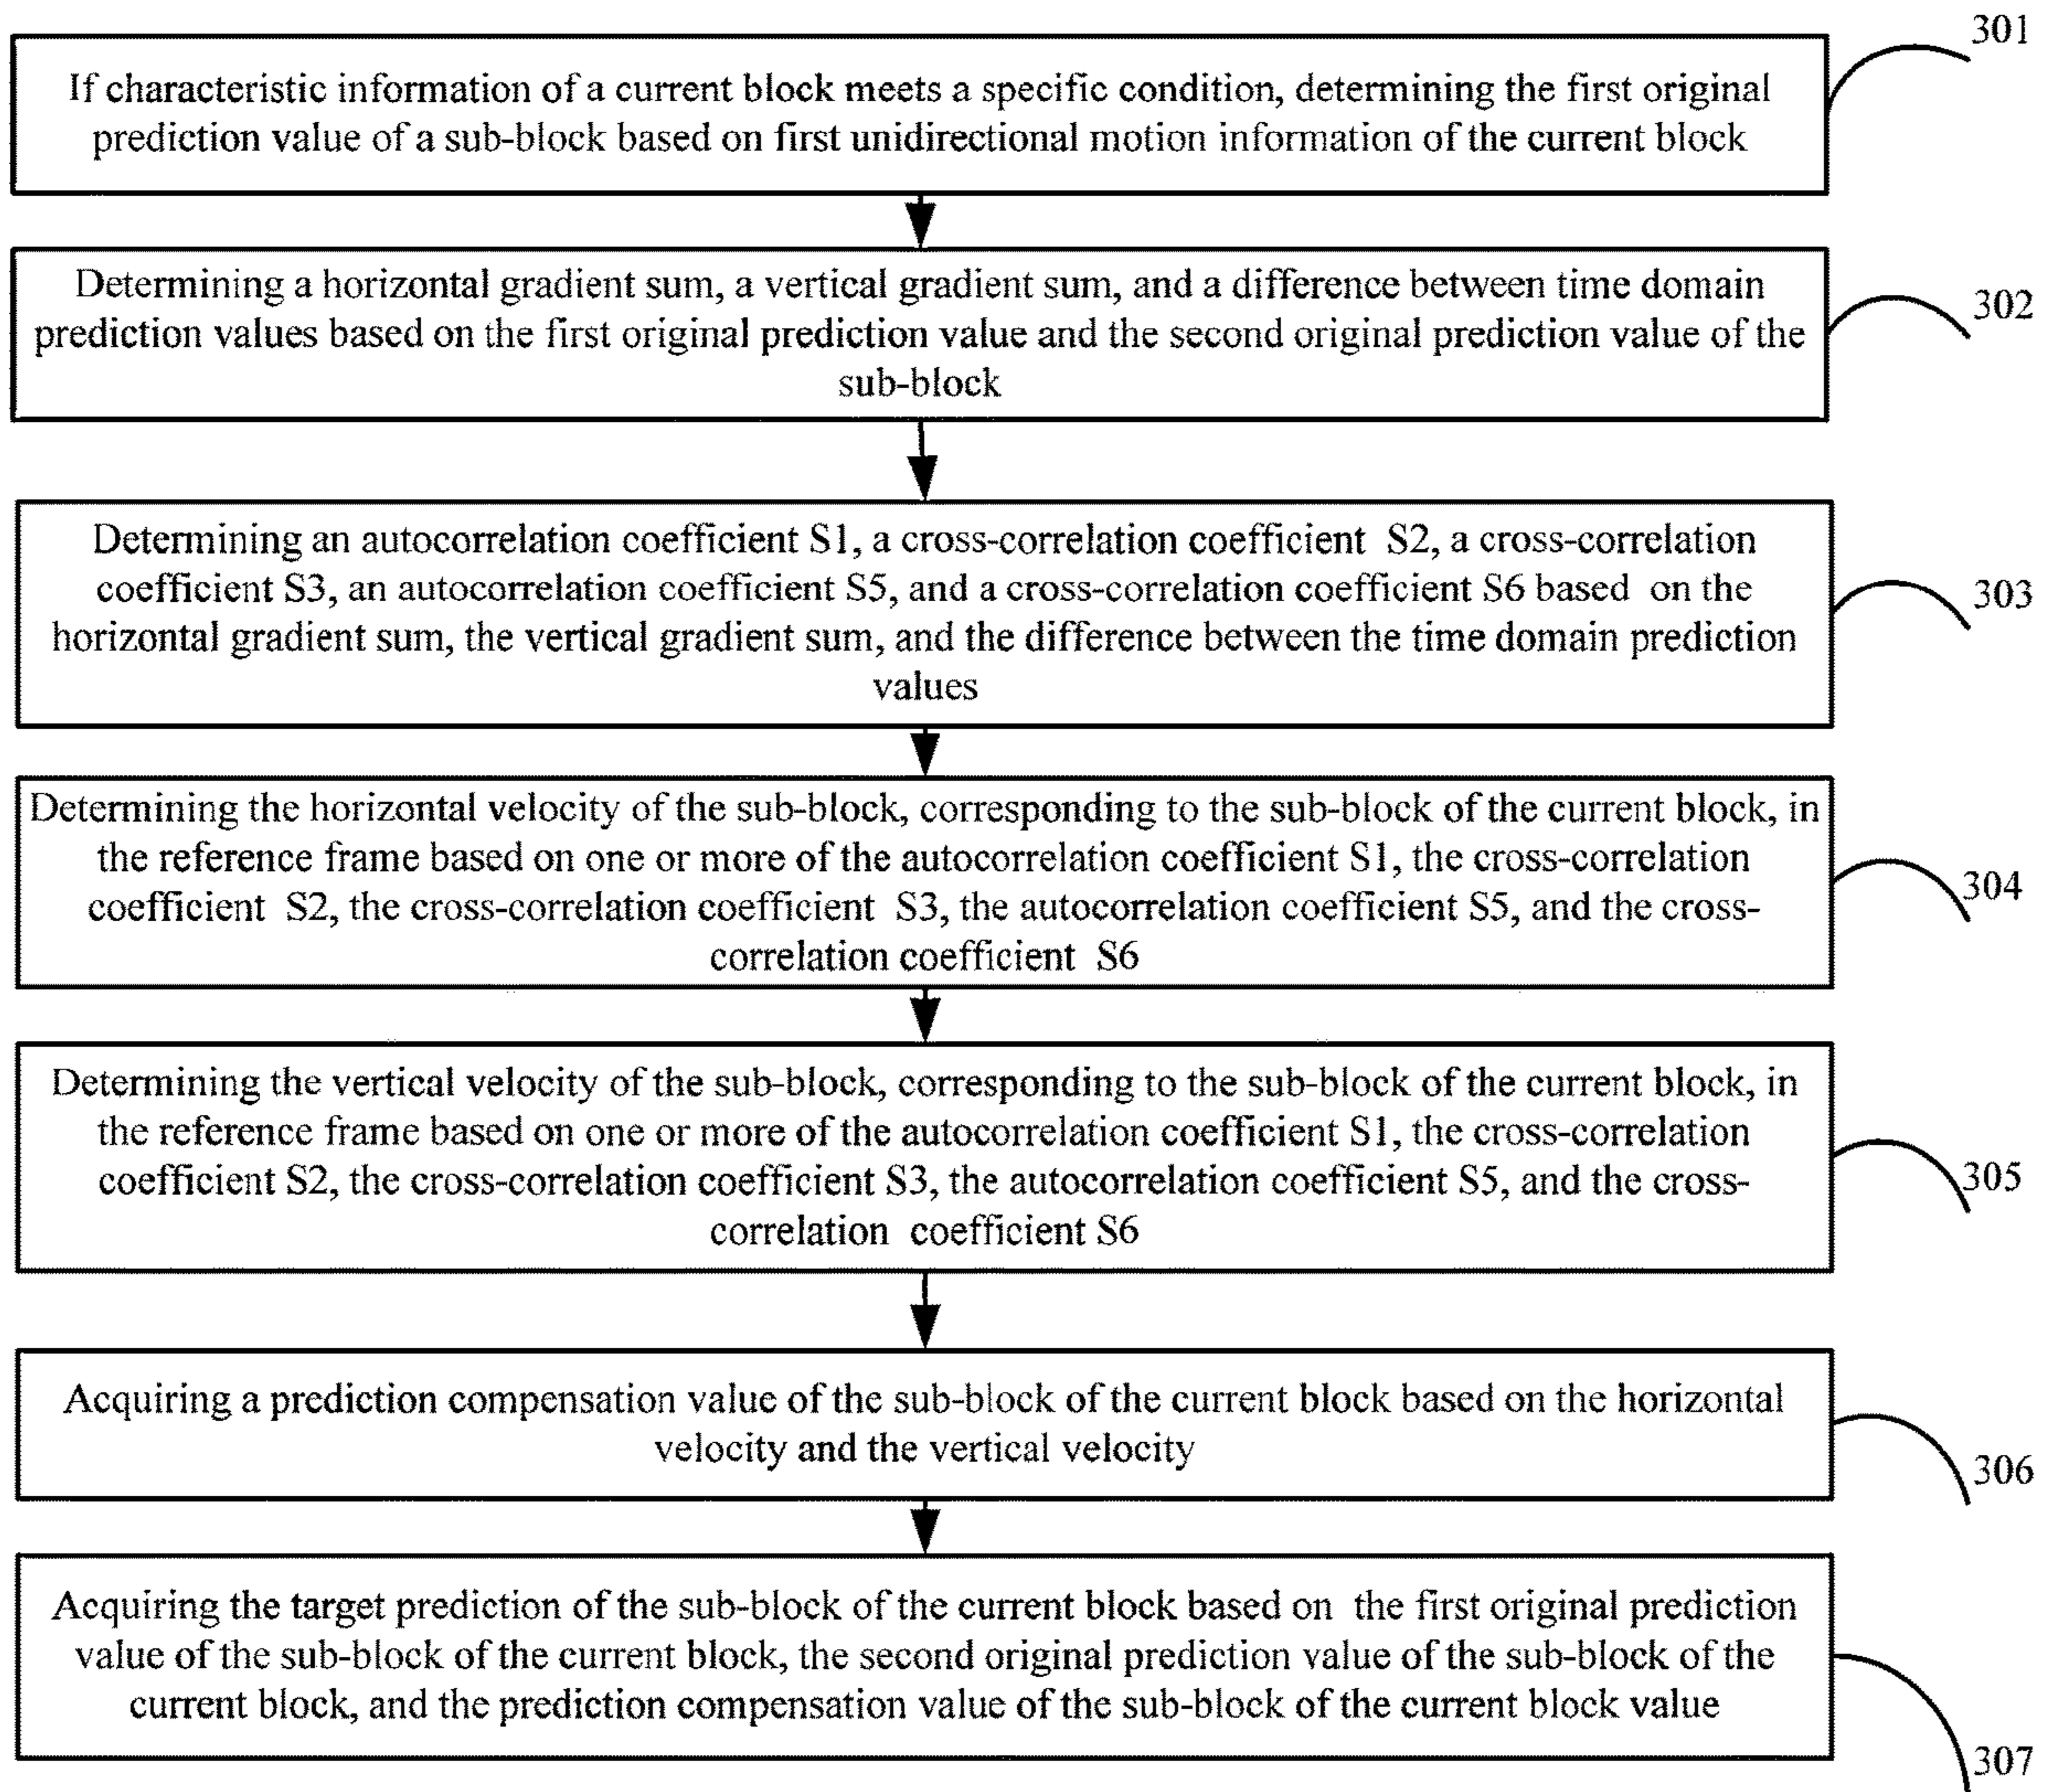 301
If characteristic information of a current block meets a specific condition, determining the first original
prediction value of a sub-block based on first unidirectional motion information of the current block
302
Determining a horizontal gradient sum, a vertical gradient sum, and a difference between time domain
prediction values based on the first original prediction value and the second original prediction value of the
sub-block
303
Determining an autocorrelation coefficient S1, a cross-correlation coefficient S2, a cross-correlation
coefficient S3, an autocorrelation coefficient S5, and a cross-correlation coefficient S6 based on the
horizontal gradient sum, the vertical gradient sum, and the difference between the time domain prediction
values
304
Determining the horizontal velocity of the sub-block, corresponding to the sub-block of the current block, in
the reference frame based on one or more of the autocorrelation coefficient S1, the cross-correlation
coefficient S2, the cross-correlation coefficient S3, the autocorrelation coefficient S5, and the cross-
correlation coefficient S6
305
Determining the vertical velocity of the sub-block, corresponding to the sub-block of the current block, in
the reference frame based on one or more of the autocorrelation coefficient S1, the cross-correlation
coefficient S2, the cross-correlation coefficient S3, the autocorrelation coefficient S5, and the cross-
correlation coefficient S6
306
Acquiring a prediction compensation value of the sub-block of the current block based on the horizontal
velocity and the vertical velocity
307
Acquiring the target prediction of the sub-block of the current block based on the first original prediction
value of the sub-block of the current block, the second original prediction value of the sub-block of the
current block, and the prediction compensation value of the sub-block of the current block value